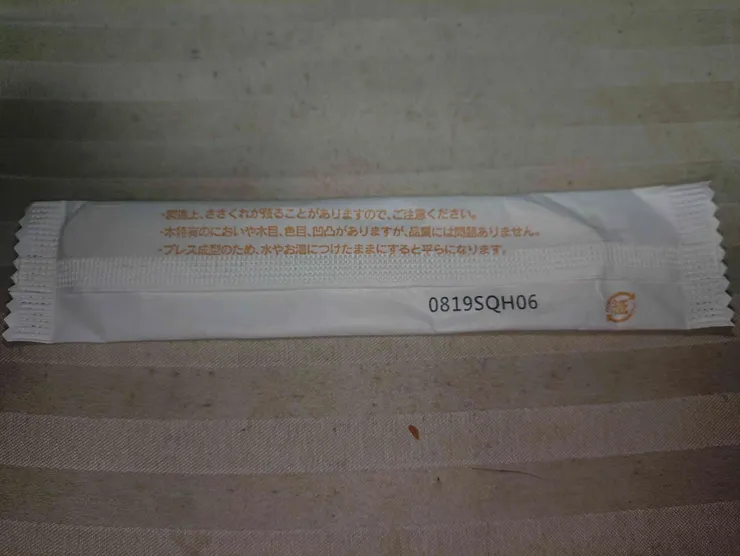 ・製造上、ささくれが残ることがありますので、ご注意ください。
・木特有のにおいや木目、色目、凹凸がありますが、品質には問題ありません。
・プレス成型のため、水やお湯につけたままにすると平らになります。
0819SQH06
紙